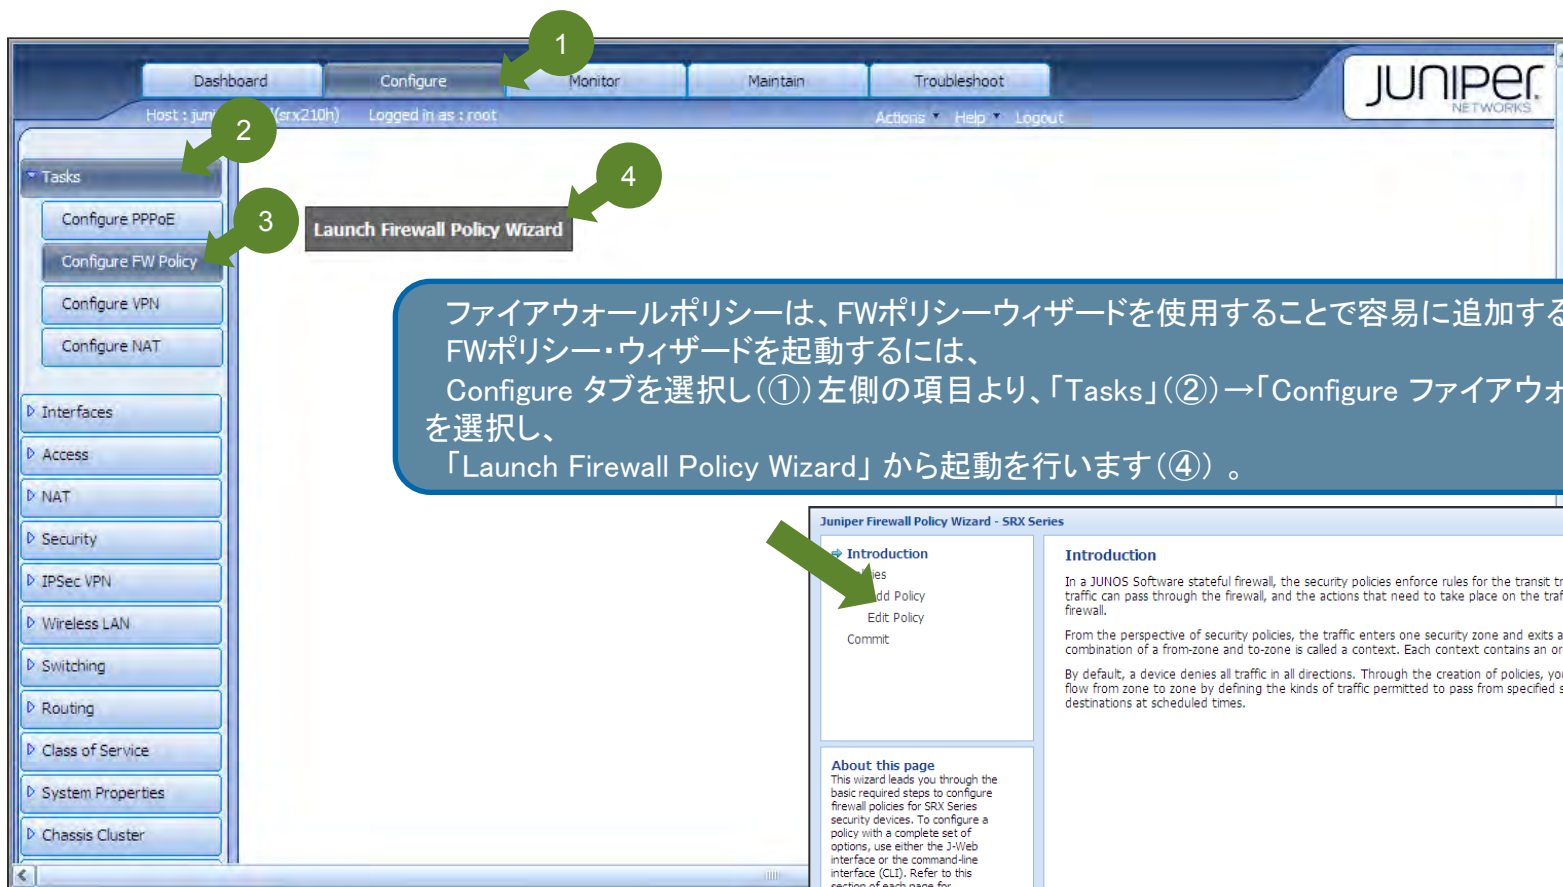 1
Dashboard
Configure
Monitor
Maintain
Troubleshoot
JUNIPER
NETWORKS
Host : (srx210h)
Logged in as : root
Actions
Help
Logout
2
Tasks
Configure PPPoE
3
Configure FW Policy
Configure VPN
Configure NAT
4
Launch Firewall Policy Wizard
ファイアウォールポリシーは、FWポリシーウィザードを使用することで容易に追加する
FWポリシー・ウィザードを起動するには、
Configure タブを選択し(①)左側の項目より、「Tasks」(②)→「Configure ファイアウォ
を選択し、
「Launch Firewall Policy Wizard」 から起動を行います(④) 。
Interfaces
Access
NAT
Security
IPSec VPN
Wireless LAN
Switching
Routing
Class of Service
System Properties
Chassis Cluster
Juniper Firewall Policy Wizard - SRX Series
Introduction
Add Policy
Edit Policy
Commit
Introduction
In a JUNOS Software stateful firewall, the security policies enforce rules for the transit
traffic can pass through the firewall, and the actions that need to take place on the
firewall.
From the perspective of security policies, the traffic enters one security zone and exits a
combination of a from-zone and to-zone is called a context. Each context contains an
By default, a device denies all traffic in all directions. Through the creation of policies,
flow from zone to zone by defining the kinds of traffic permitted to pass from specified
destinations at scheduled times.
About this page
This wizard leads you through the
basic required steps to configure
firewall policies for SRX Series
security devices. To configure a
policy with a complete set of
options, use either the J-Web
interface or the command-line
interface (CLI). Refer to this
section of each page for